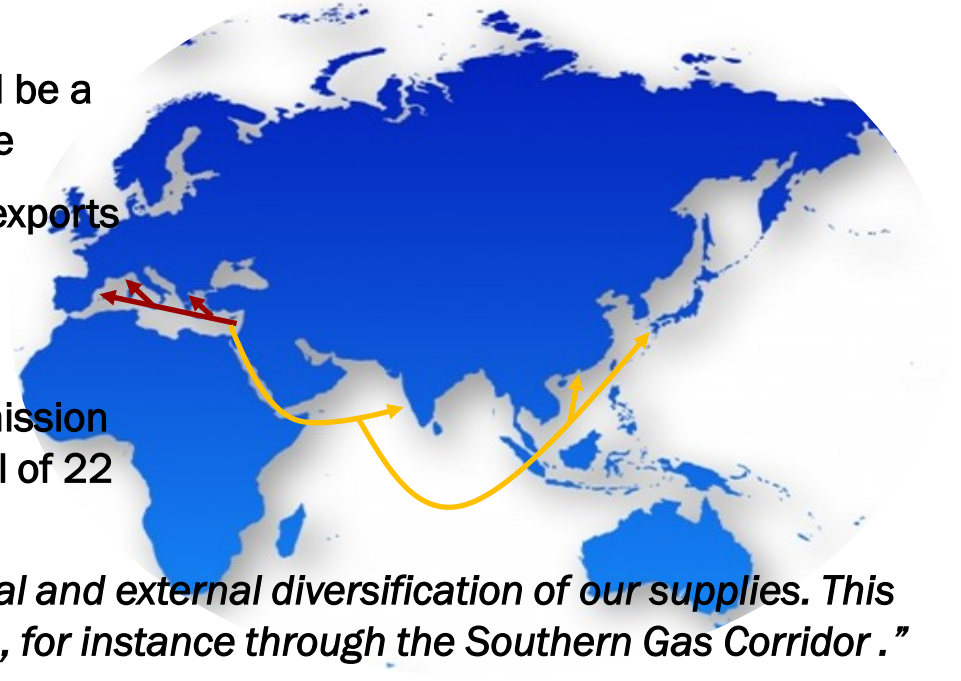 be a
e
exports
ission
of 22
al and external diversification of our supplies. This
, for instance through the Southern Gas Corridor .”